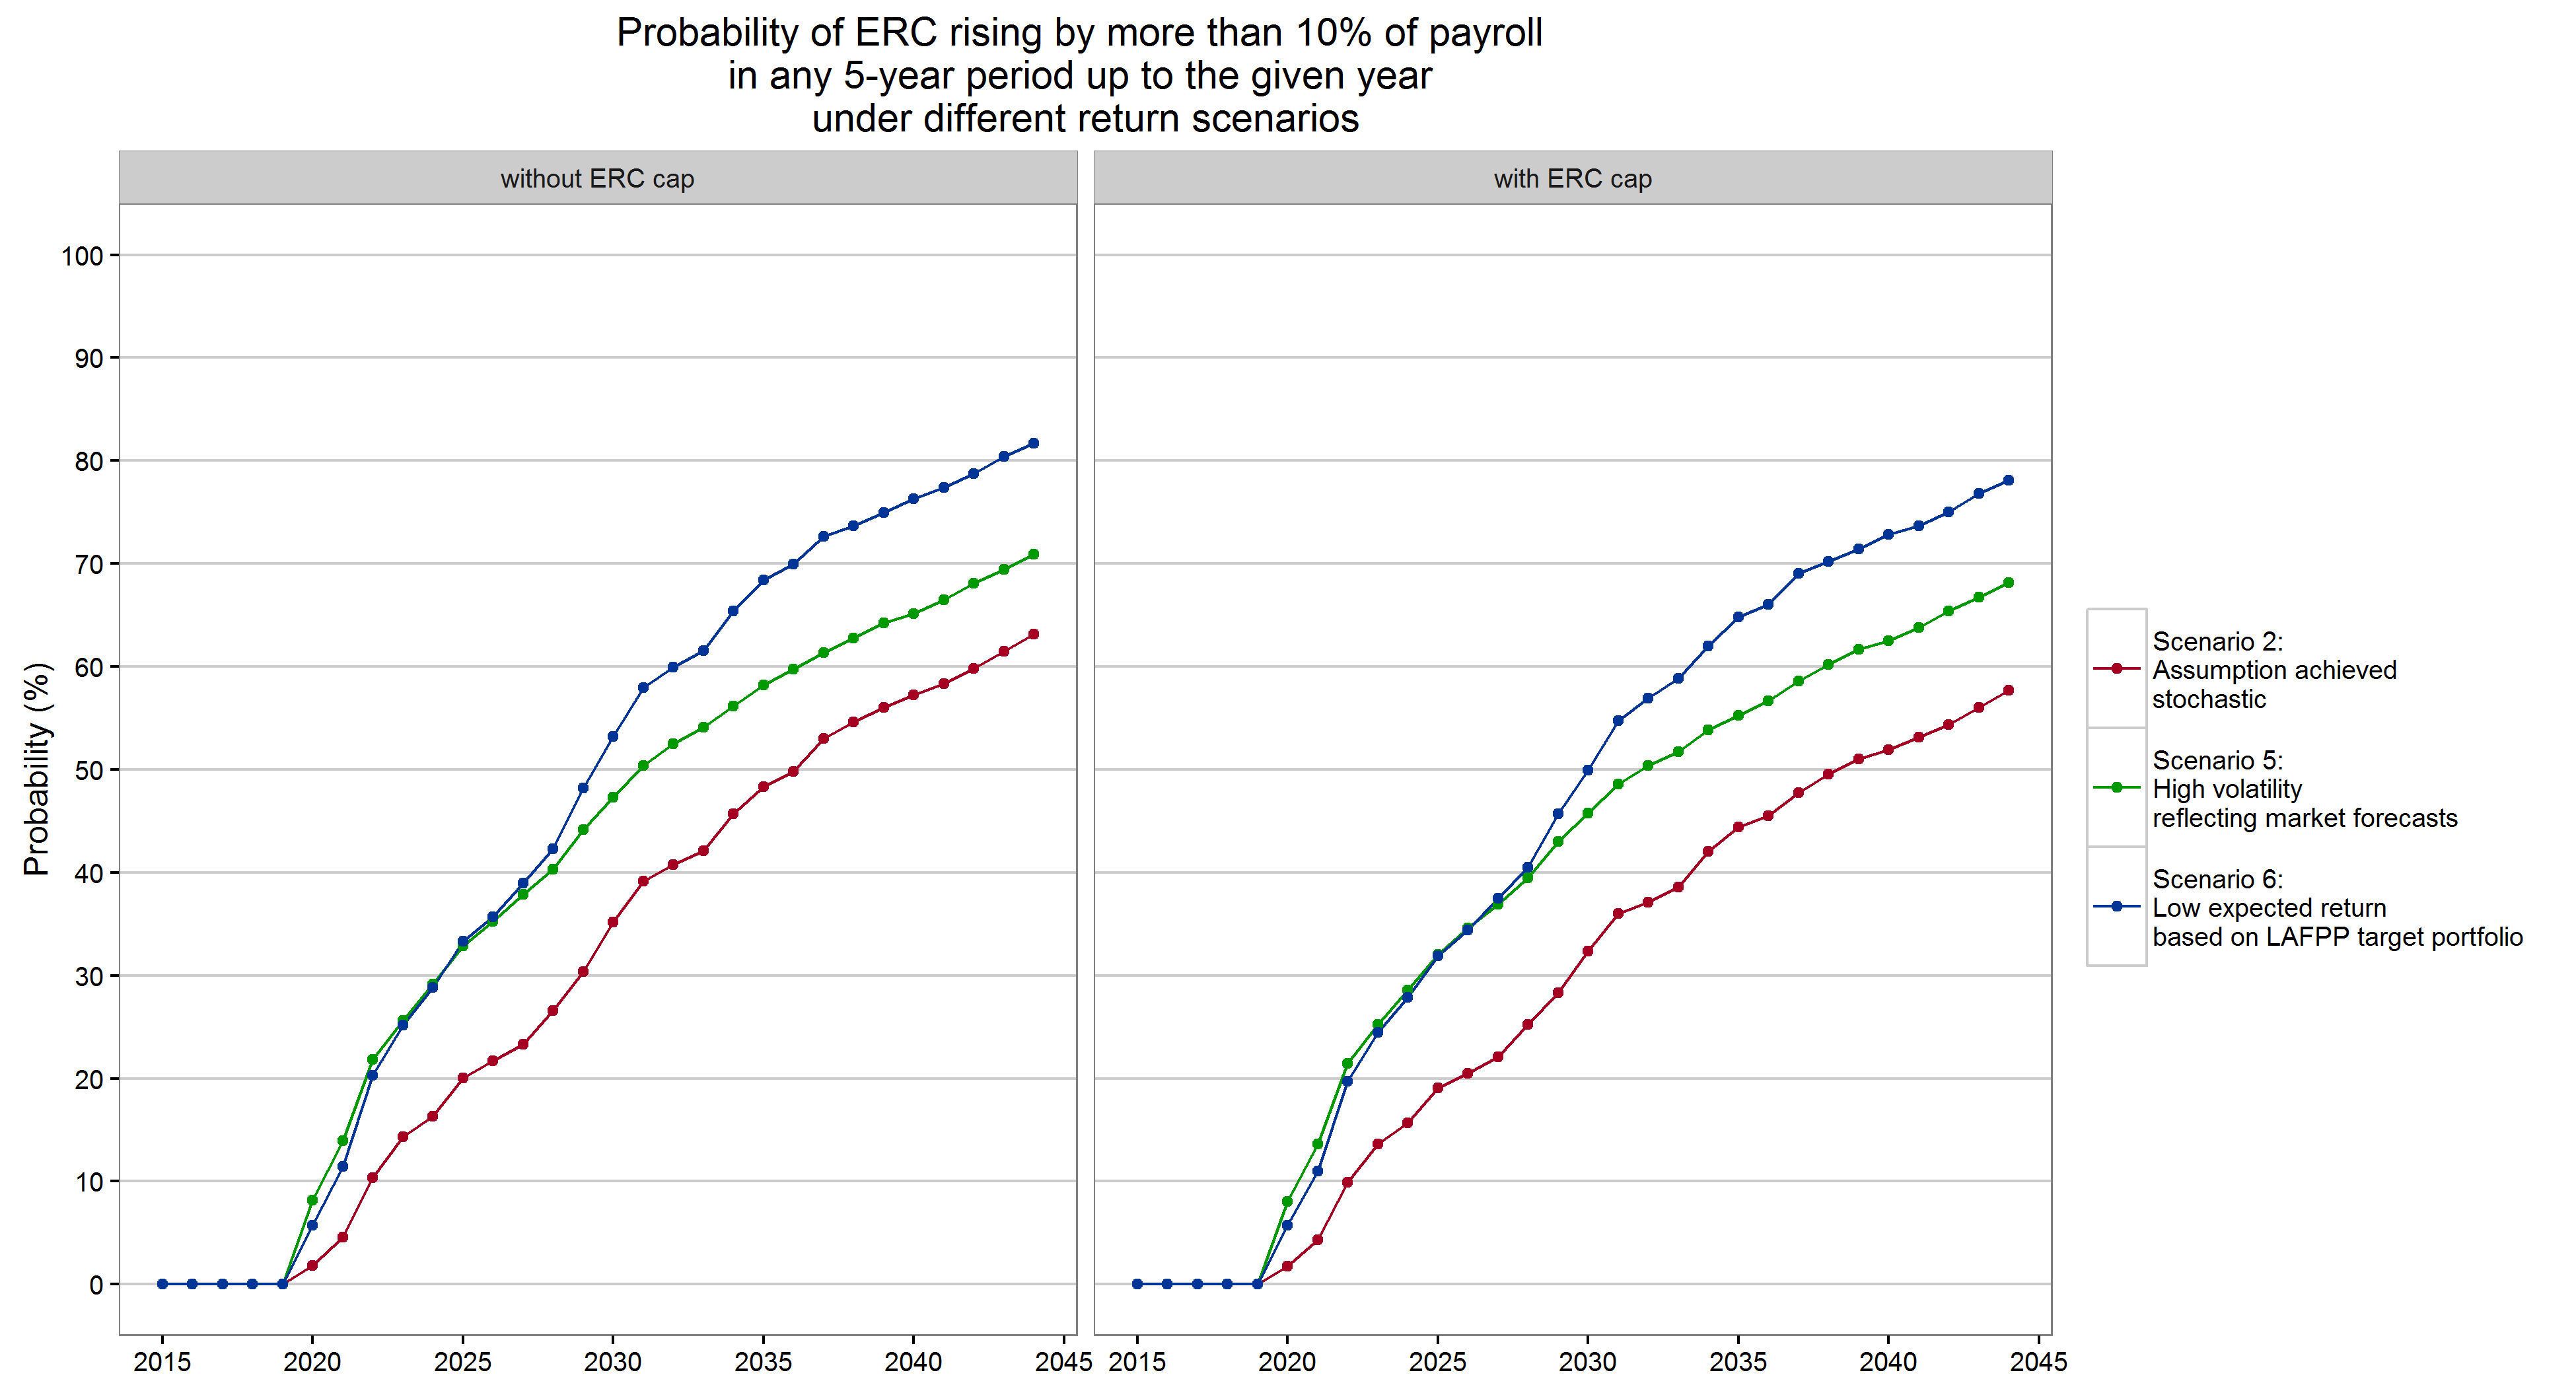 Probability of ERC rising by more than 10% of payroll
in any 5-year period up to the given year
under different return scenarios
without ERC cap
with ERC cap
Probability (%)
100
90
80
70
60
50
40
30
20
10
0
2015 2020 2025 2030 2035 2040 2045
2015 2020 2025 2030 2035 2040 2045
Scenario 2:
Assumption achieved
stochastic
Scenario 5:
High volatility
reflecting market forecasts
Scenario 6:
Low expected return
based on LAFPP target portfolio